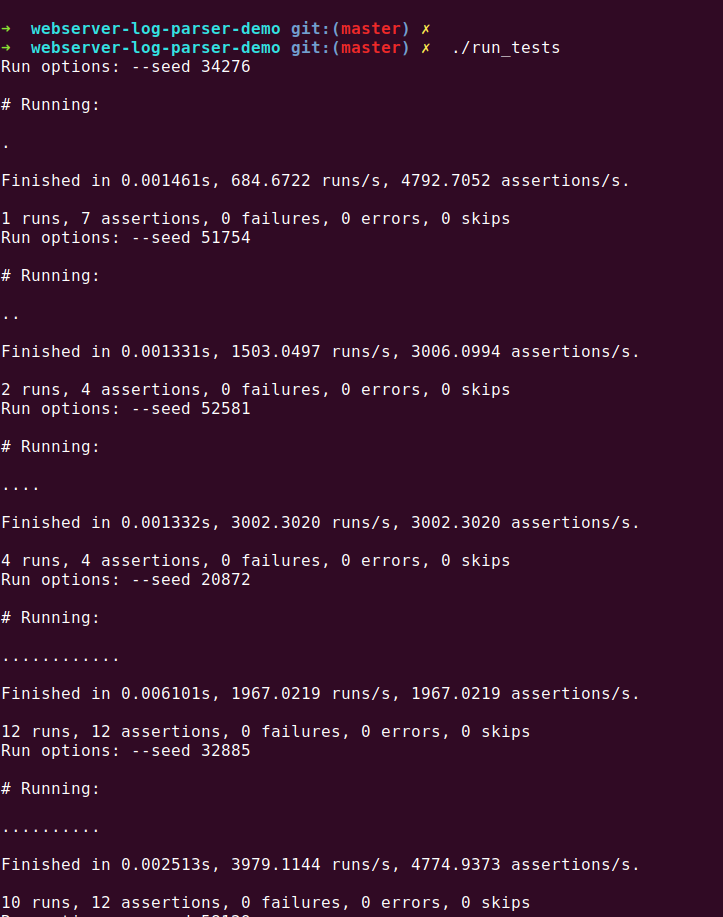 ➜  webserver-log-parser-demo git:(master) ✗
➜  webserver-log-parser-demo git:(master) ✗  ./run_tests
Run options: --seed 34276
# Running:
.
Finished in 0.001461s, 684.6722 runs/s, 4792.7052 assertions/s.
1 runs, 7 assertions, 0 failures, 0 errors, 0 skips
Run options: --seed 51754
# Running:
..
Finished in 0.001331s, 1503.0497 runs/s, 3006.0994 assertions/s.
2 runs, 4 assertions, 0 failures, 0 errors, 0 skips
Run options: --seed 52581
# Running:
....
Finished in 0.001332s, 3002.3020 runs/s, 3002.3020 assertions/s.
4 runs, 4 assertions, 0 failures, 0 errors, 0 skips
Run options: --seed 20872
# Running:
............
Finished in 0.006101s, 1967.0219 runs/s, 1967.0219 assertions/s.
12 runs, 12 assertions, 0 failures, 0 errors, 0 skips
Run options: --seed 32885
# Running:
..........
Finished in 0.002513s, 3979.1144 runs/s, 4774.9373 assertions/s.
10 runs, 12 assertions, 0 failures, 0 errors, 0 skips